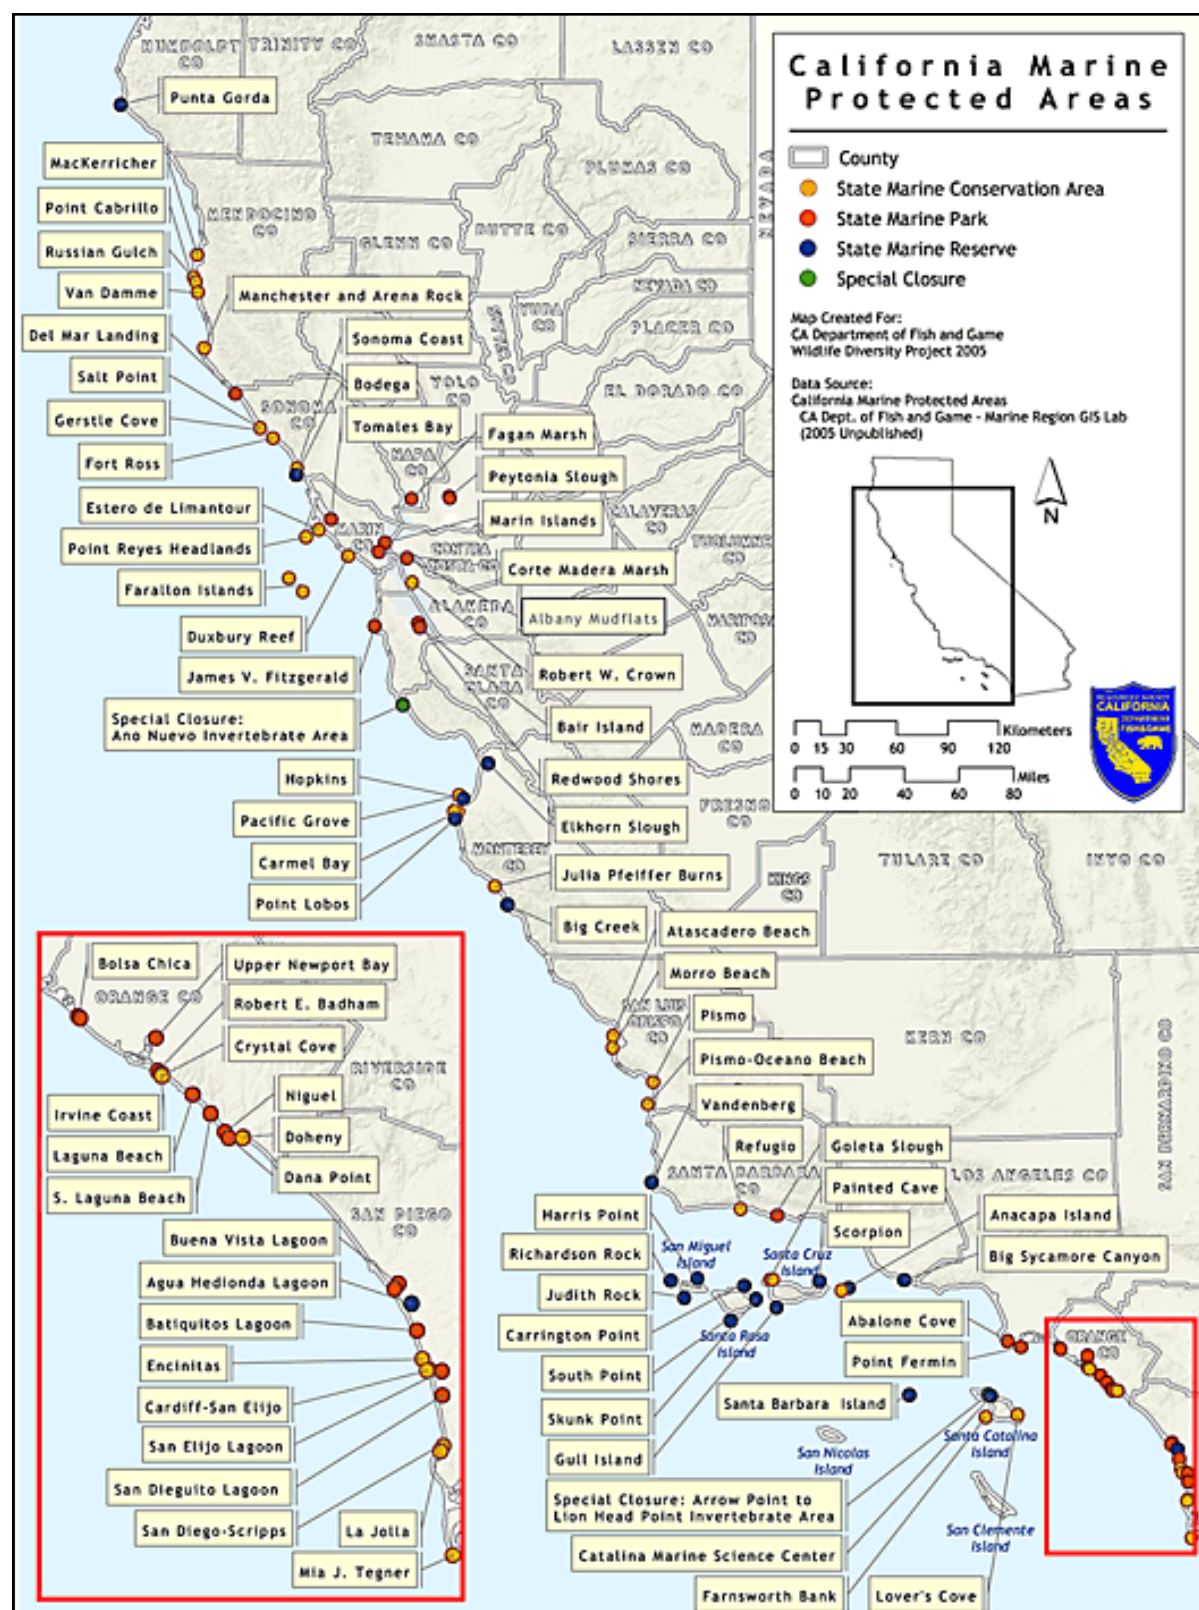 California Marine
Protected Areas
County
State Marine Conservation Area
State Marine Park
State Marine Reserve
Special Closure
Map Created For:
CA Department of Fish and Game
Wildlife Diversity Project 2005
Data Source:
California Marine Protected Areas
CA Dept. of Fish and Game - Marine Region GIS Lab
(2005 Unpublished)
N
Kilometers
0 15 30 60 90 120
Miles
0 10 20 40 60 80
CALIFORNIA
HUMBOLDT
CO
TRINITY CO
SHASTA CO
LASSEN CO
Punta Gorda
TEHAMA CO
PLUMAS CO
NEVADA
MacKerricher
Point Cabrillo
Russian Gulch
Van Damme
MENDOCINO
CO
GLENN CO
BUTTE CO
SIERRA CO
NEVADA CO
YUBA
CO
SUTTER CO
PLACER CO
Manchester and Arena Rock
Del Mar Landing
Sonoma Coast
Salt Point
Bodega
YOLO
CO
EL DORADO CO
Gerstle Cove
SONOMA
CO
Tomales Bay
Fagan Marsh
Fort Ross
NAPA
CO
Peytonia Slough
Estero de Limantour
MARIN
CO
Marin Islands
CALAVERAS
CO
Point Reyes Headlands
CONTRA
COSTA CO
TUOLUMNE
CO
Corte Madera Marsh
Farallon Islands
ALAMEDA
CO
Albany Mudflats
MARIPOSA
CO
Duxbury Reef
James V. Fitzgerald
SANTA
CLARA
CO
Robert W. Crown
Special Closure:
Ano Nuevo Invertebrate Area
Bair Island
MADERA
CO
Hopkins
Redwood Shores
FRESNO
CO
Pacific Grove
Elkhorn Slough
Carmel Bay
MONTEREY
CO
Julia Pfeiffer Burns
KINGS
CO
TULARE CO
INYO CO
Point Lobos
Big Creek
Atascadero Beach
Morro Beach
SAN LUIS
OBISPO
CO
Pismo
KERN CO
SAN BERNARDINO CO
Pismo-Oceano Beach
Vandenberg
Refugio
Goleta Slough
SANTA BARBARA
CO
LOS ANGELES CO
Painted Cave
Harris Point
Anacapa Island
Scorpion
Richardson Rock
San Miguel
Island
Santa Cruz
Island
Big Sycamore Canyon
Judith Rock
Carrington Point
Santa Rosa
Island
Abalone Cove
ORANGE
CO
South Point
Point Fermin
Skunk Point
Santa Barbara Island
Gull Island
San Nicolas
Island
Santa Catalina
Island
Special Closure: Arrow Point to
Lion Head Point Invertebrate Area
San Clemente
Island
Catalina Marine Science Center
Farnsworth Bank
Lover's Cove
Bolsa Chica
Upper Newport Bay
ORANGE CO
Robert E. Badham
Crystal Cove
RIVERSIDE
CO
Irvine Coast
Niguel
Laguna Beach
Doheny
Dana Point
S. Laguna Beach
SAN DIEGO
CO
Buena Vista Lagoon
Agua Hedionda Lagoon
Batiquitos Lagoon
Encinitas
Cardiff-San Elijo
San Elijo Lagoon
San Dieguito Lagoon
San Diego-Scripps
La Jolla
Mia J. Tegner